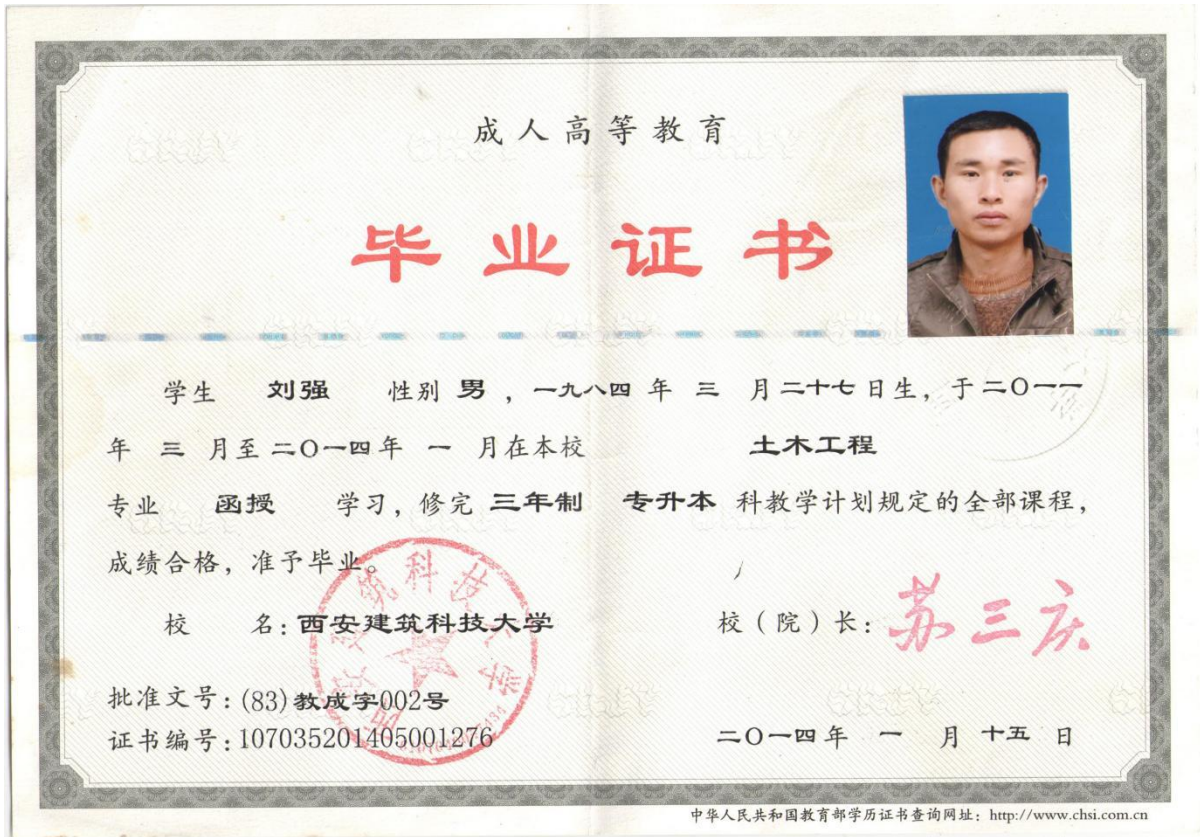 成人高等教育
毕业证书
学生 刘强 性别 男，一九八四 年 三 月二十七日生，于二〇一一
年 三 月至二〇一四年 一 月在本校 土木工程
专业 函授 学习，修完 三年制 专升本 科教学计划规定的全部课程，
成绩合格，准予毕业。
校 名：西安建筑科技大学
校（院）长：苏三庆
批准文号：(83)教成字002号
证书编号：107035201405001276
二〇一四年 一 月 十五 日
西安建筑科技大学
中华人民共和国教育部学历证书查询网址：http://www.chsi.com.cn